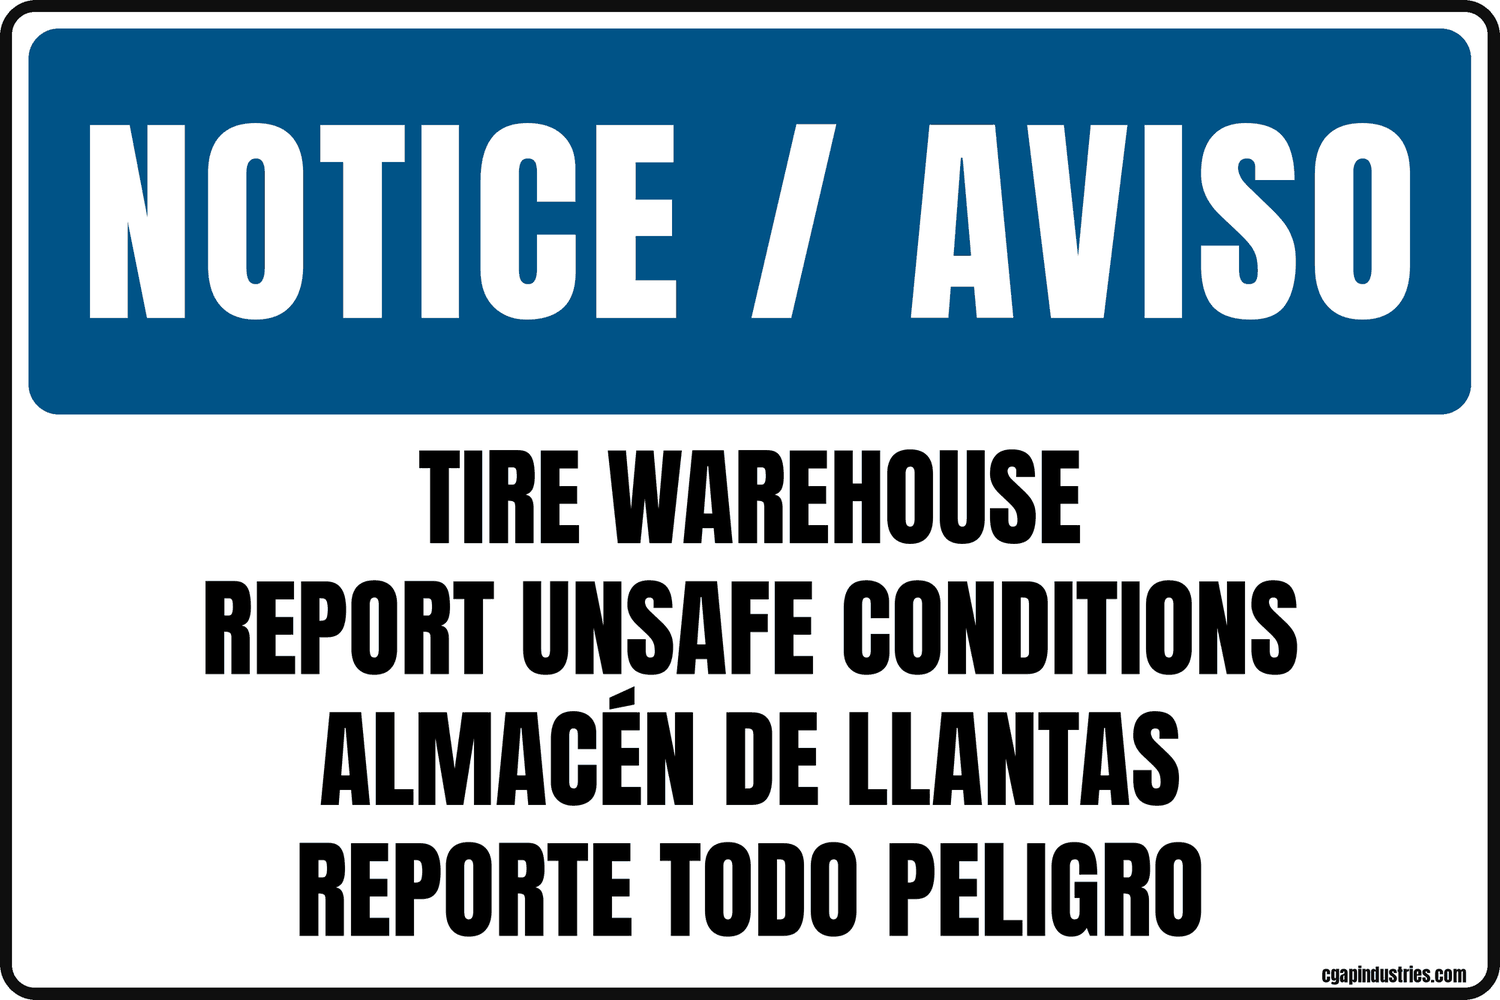 NOTICE / AVISO
TIRE WAREHOUSE
REPORT UNSAFE CONDITIONS
ALMACÉN DE LLANTAS
REPORTE TODO PELIGRO
cgapindustries.com